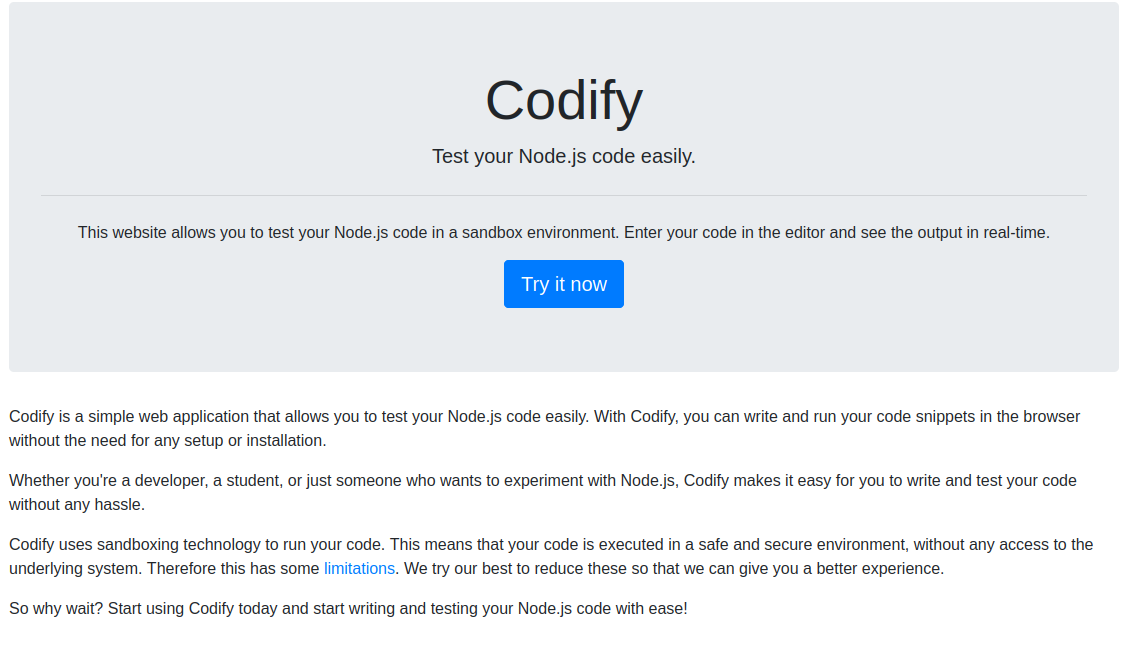 Codify
Test your Node.js code easily.
This website allows you to test your Node.js code in a sandbox environment. Enter your code in the editor and see the output in real-time.
Try it now
Codify is a simple web application that allows you to test your Node.js code easily. With Codify, you can write and run your code snippets in the browser
without the need for any setup or installation.
Whether you're a developer, a student, or just someone who wants to experiment with Node.js, Codify makes it easy for you to write and test your code
without any hassle.
Codify uses sandboxing technology to run your code. This means that your code is executed in a safe and secure environment, without any access to the
underlying system. Therefore this has some limitations. We try our best to reduce these so that we can give you a better experience.
So why wait? Start using Codify today and start writing and testing your Node.js code with ease!